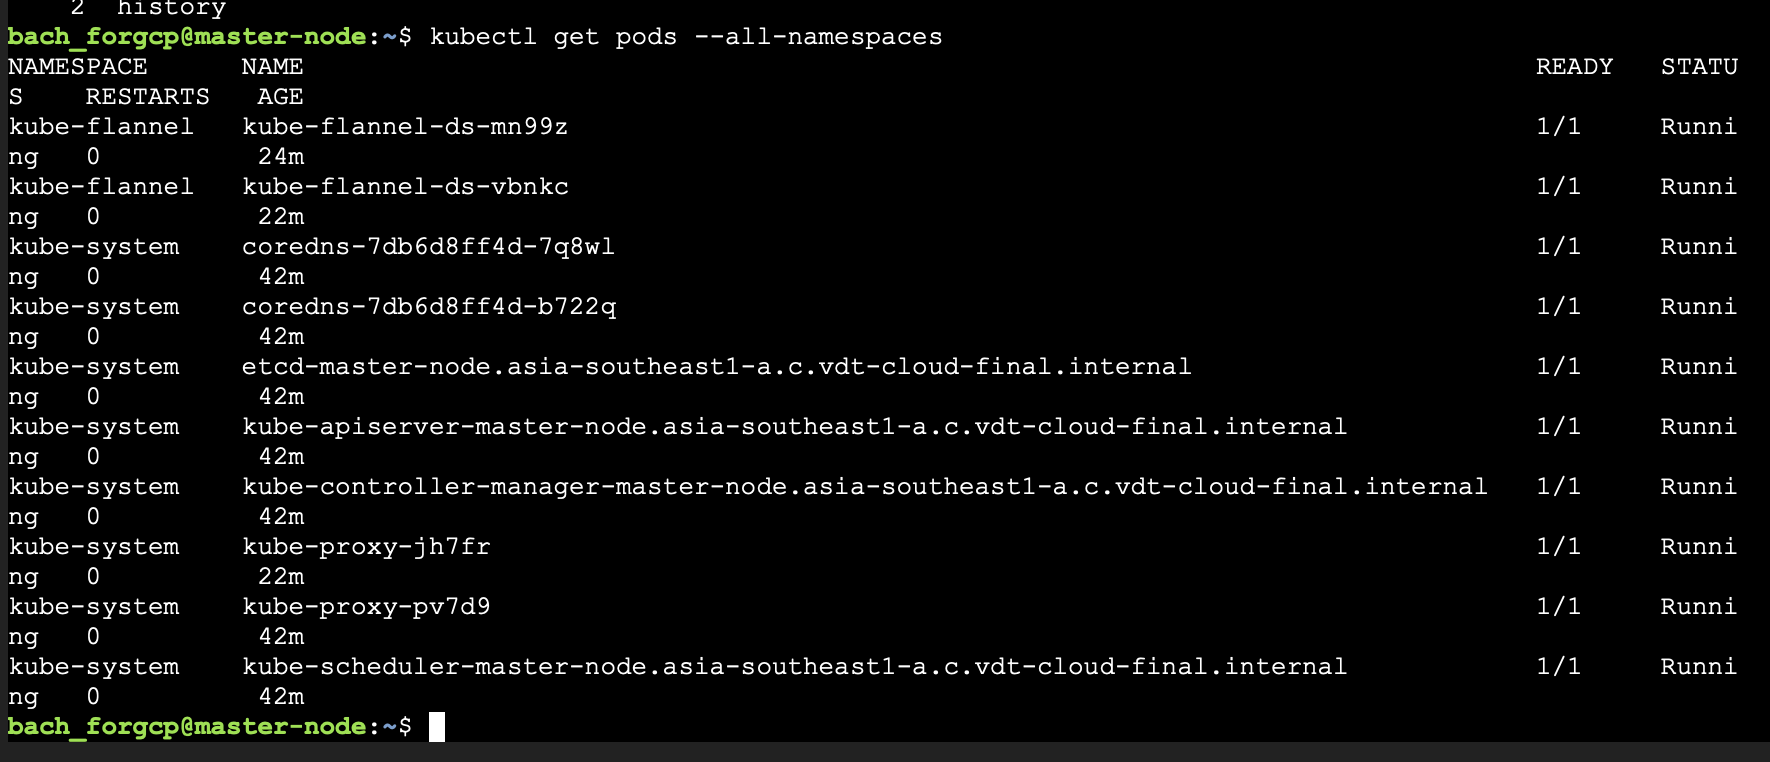 2  history
bach_forgcp@master-node:~$ kubectl get pods --all-namespaces
NAMESPACE      NAME                                                                               READY   STATU
S    RESTARTS   AGE
kube-flannel   kube-flannel-ds-mn99z                                                              1/1     Runni
ng   0          24m
kube-flannel   kube-flannel-ds-vbnkc                                                              1/1     Runni
ng   0          22m
kube-system    coredns-7db6d8ff4d-7q8wl                                                           1/1     Runni
ng   0          42m
kube-system    coredns-7db6d8ff4d-b722q                                                           1/1     Runni
ng   0          42m
kube-system    etcd-master-node.asia-southeast1-a.c.vdt-cloud-final.internal                      1/1     Runni
ng   0          42m
kube-system    kube-apiserver-master-node.asia-southeast1-a.c.vdt-cloud-final.internal            1/1     Runni
ng   0          42m
kube-system    kube-controller-manager-master-node.asia-southeast1-a.c.vdt-cloud-final.internal   1/1     Runni
ng   0          42m
kube-system    kube-proxy-jh7fr                                                                   1/1     Runni
ng   0          22m
kube-system    kube-proxy-pv7d9                                                                   1/1     Runni
ng   0          42m
kube-system    kube-scheduler-master-node.asia-southeast1-a.c.vdt-cloud-final.internal            1/1     Runni
ng   0          42m
bach_forgcp@master-node:~$